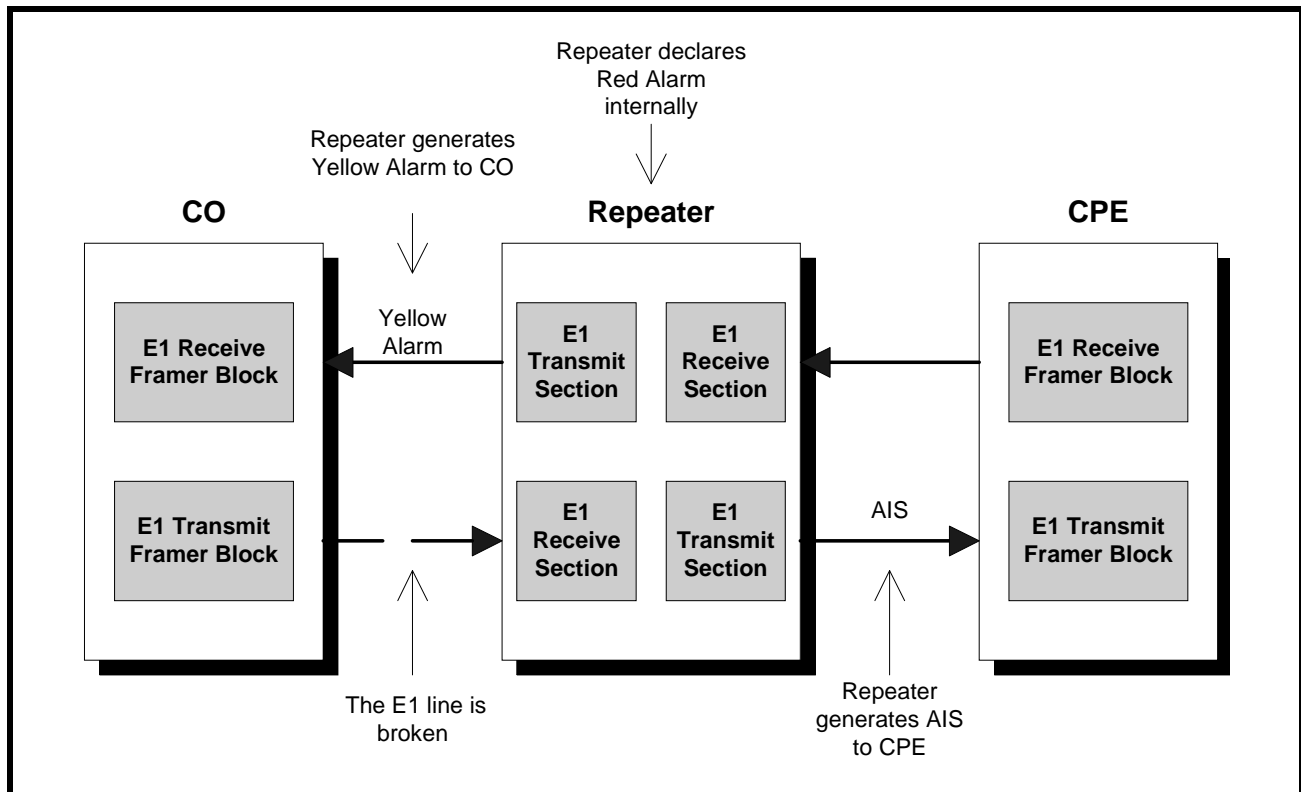 Repeater declares
Red Alarm
internally
Repeater generates
Yellow Alarm to CO
CO
Repeater
CPE
E1 Receive
Framer Block
Yellow
Alarm
E1
Transmit
Section
E1
Receive
Section
E1 Receive
Framer Block
E1 Transmit
Framer Block
E1
Receive
Section
E1
Transmit
Section
AIS
E1 Transmit
Framer Block
The E1 line is
broken
Repeater
generates AIS
to CPE